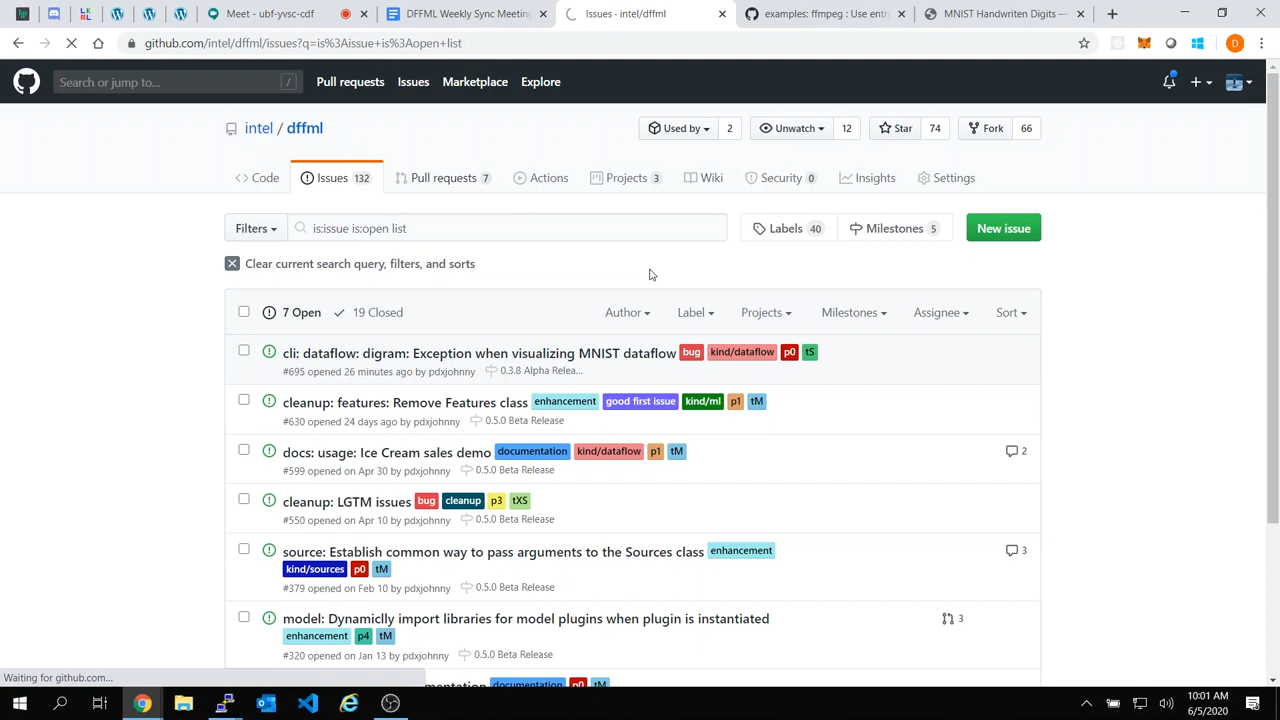 Meet - ubf-yvsc-cdf
DFFML Weekly Sync Meeting
Issues - intel/dffml
examples: ffmpeg : Use entry
MNIST Handwriten Digits —
github.com/intel/dffml/issues?q=is%3Aissue+is%3Aopen+list
D
Search or jump to...
/
Pull requests
Issues
Marketplace
Explore
intel / dffml
Used by
2
Unwatch
12
Star
74
Fork
66
Code
Issues 132
Pull requests 7
Actions
Projects 3
Wiki
Security 0
Insights
Settings
Filters
is:issue is:open list
Labels 40
Milestones 5
New issue
Clear current search query, filters, and sorts
7 Open
19 Closed
Author
Label
Projects
Milestones
Assignee
Sort
cli: dataflow: digram: Exception when visualizing MNIST dataflow bug kind/dataflow p0 tS
#695 opened 26 minutes ago by pdxjohnny 0.3.8 Alpha Relea...
cleanup: features: Remove Features class enhancement good first issue kind/ml p1 tM
#630 opened 24 days ago by pdxjohnny 0.5.0 Beta Release
docs: usage: Ice Cream sales demo documentation kind/dataflow p1 tM
2
#599 opened on Apr 30 by pdxjohnny 0.5.0 Beta Release
cleanup: LGTM issues bug cleanup p3 tXS
#550 opened on Apr 10 by pdxjohnny 0.5.0 Beta Release
source: Establish common way to pass arguments to the Sources class enhancement
3
kind/sources p0 tM
#379 opened on Feb 10 by pdxjohnny 0.5.0 Beta Release
model: Dynamiclly import libraries for model plugins when plugin is instantiated
3
enhancement p4 tM
#320 opened on Jan 13 by pdxjohnny 0.5.0 Beta Release
documentation p0 tM
Waiting for github.com...
10:01 AM
6/5/2020